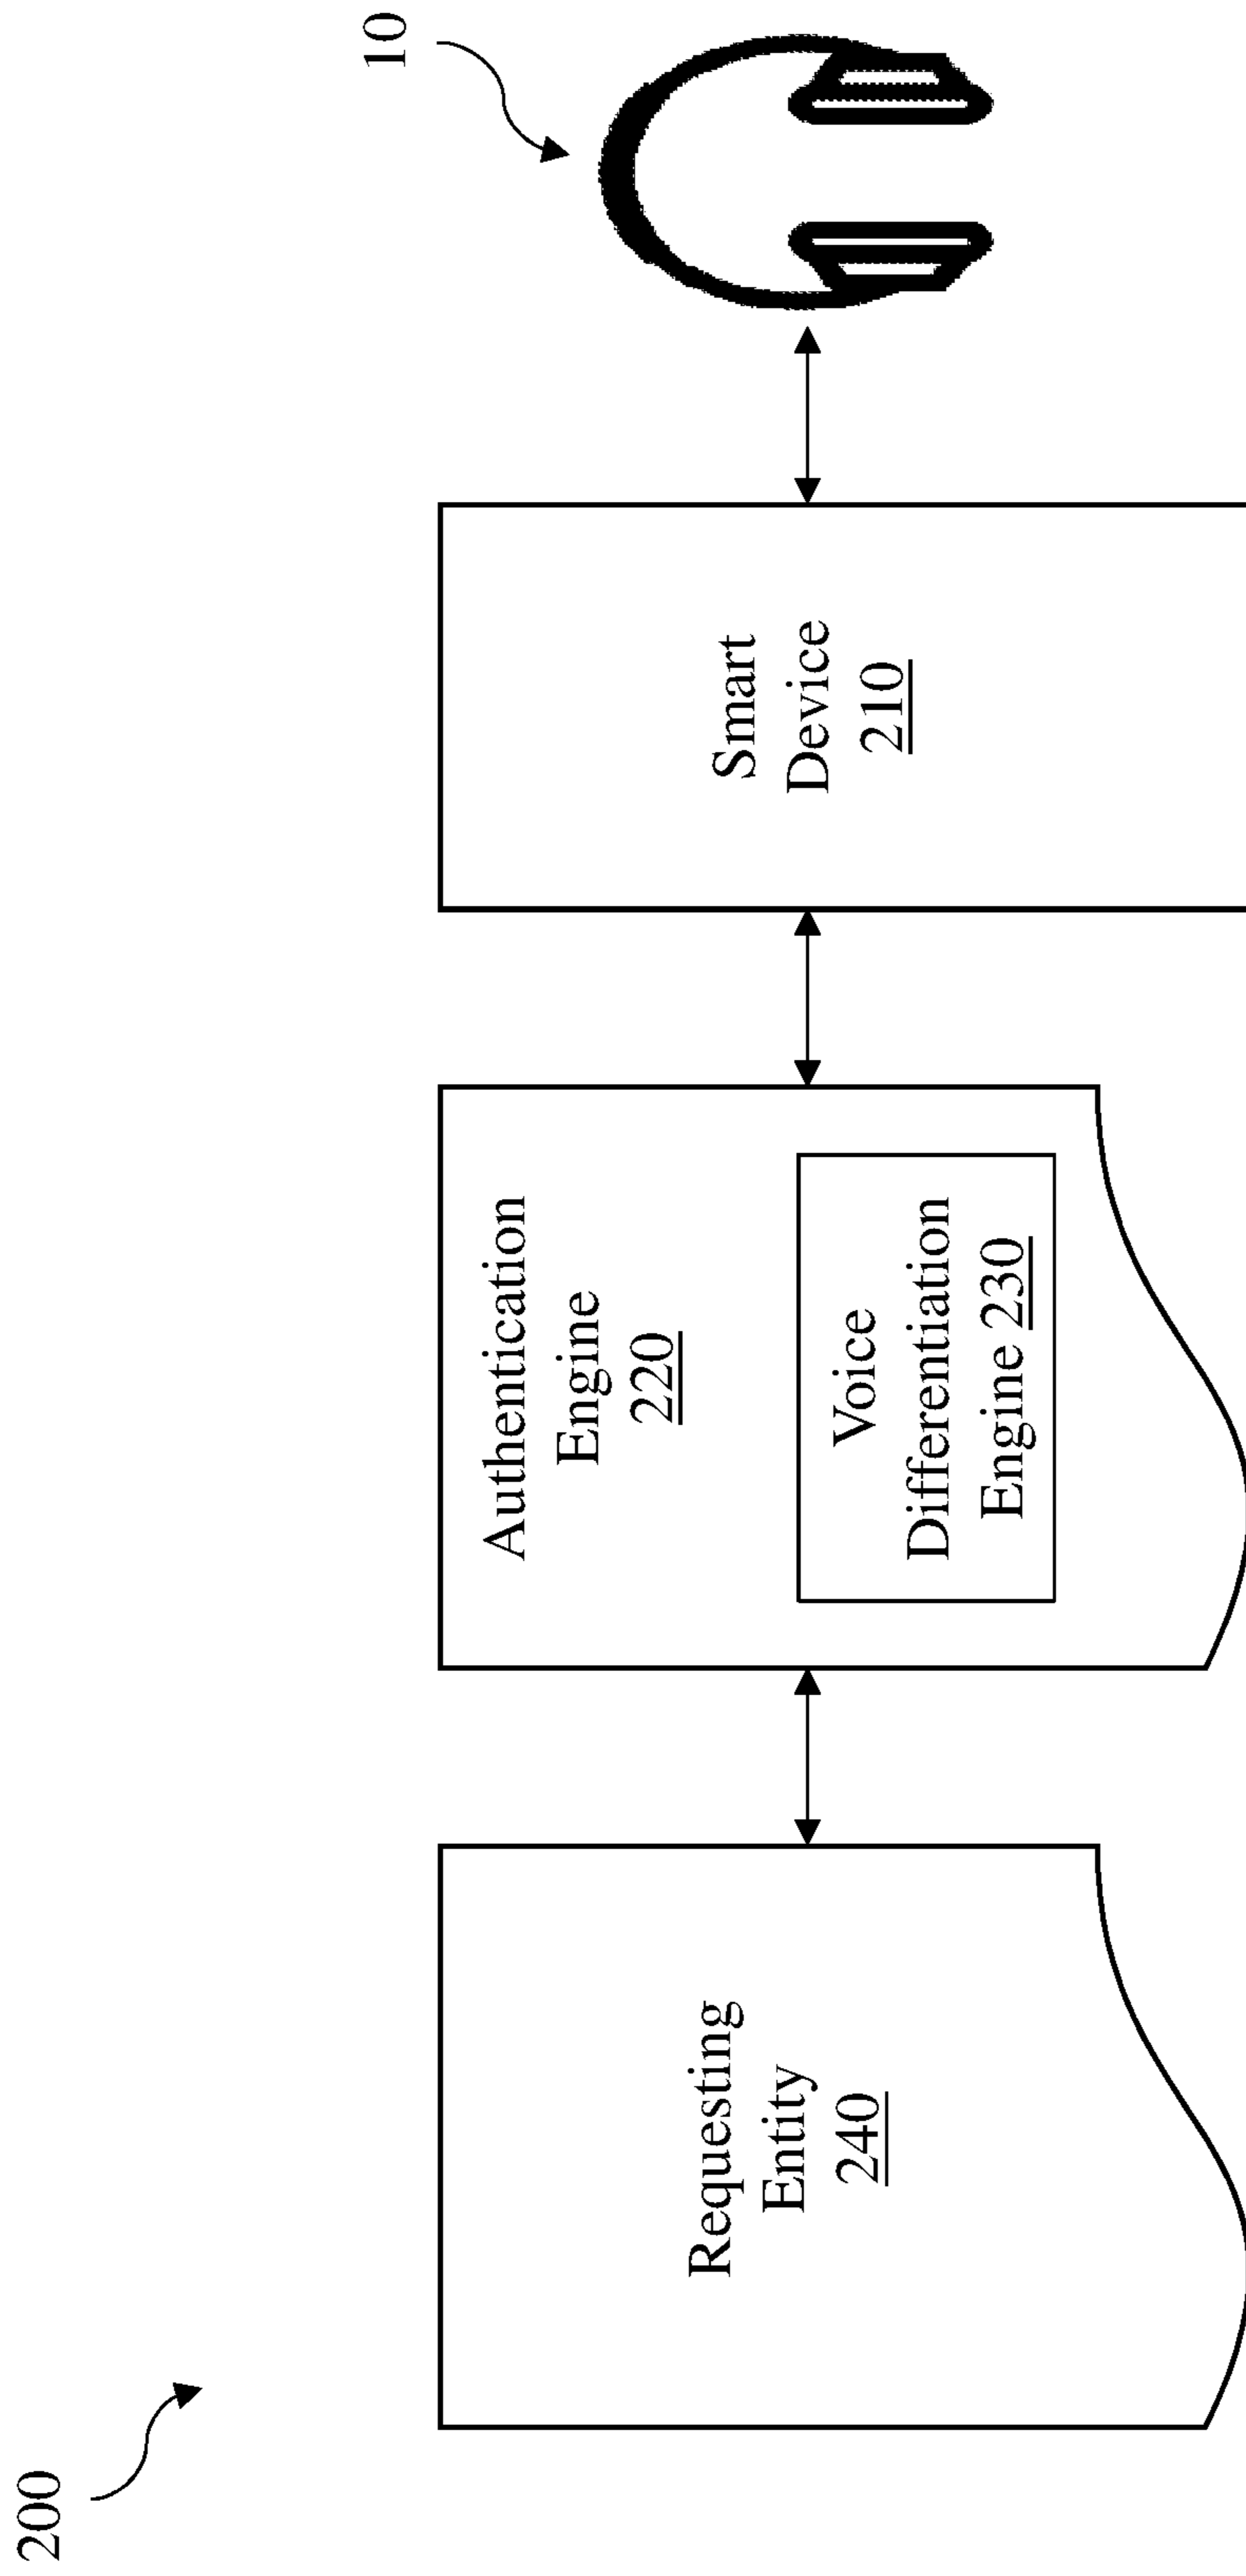 200
10
Requesting
Entity
240
Authentication
Engine
220
Voice
Differentiation
Engine 230
Smart
Device
210